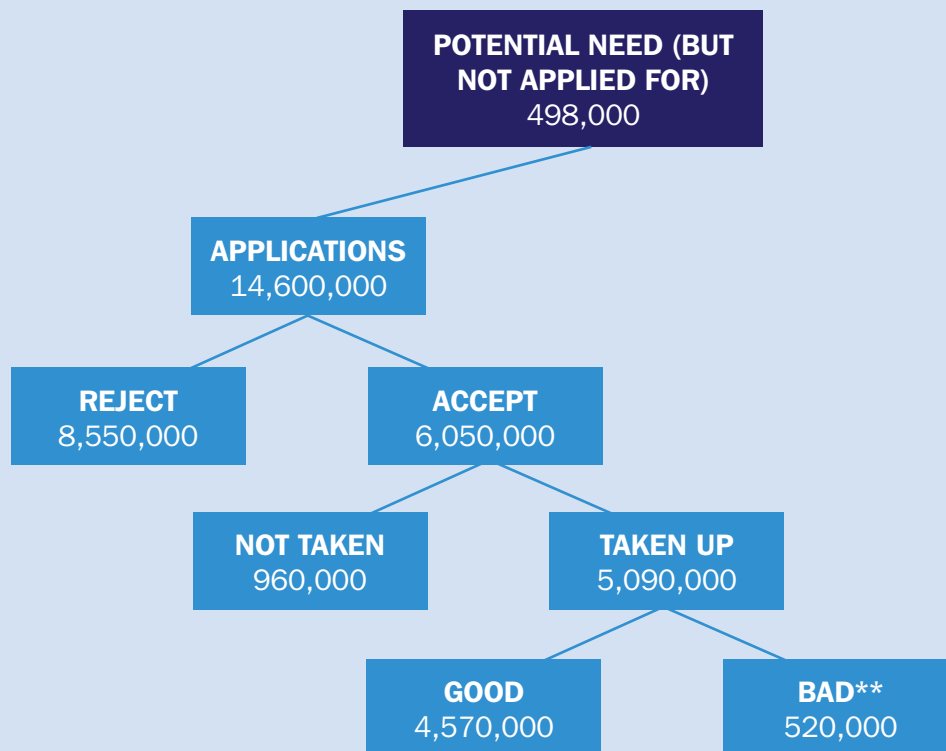 POTENTIAL NEED (BUT
NOT APPLIED FOR)
498,000
APPLICATIONS
14,600,000
REJECT
8,550,000
ACCEPT
6,050,000
NOT TAKEN
960,000
TAKEN UP
5,090,000
GOOD
4,570,000
BAD**
520,000